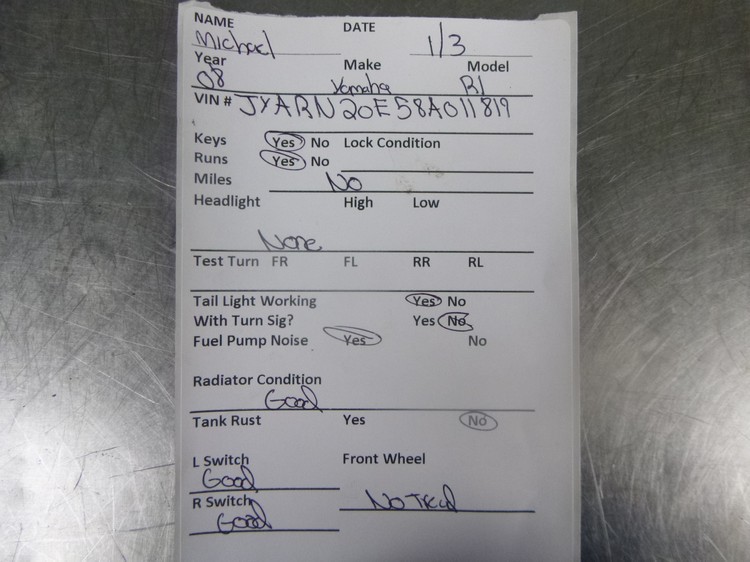 NAME Michael DATE 1/3
Year Make Model
08 Yamaha R1
VIN # JYARN20E58A011819
Keys Yes No Lock Condition
Runs Yes No
Miles No
Headlight High Low
None
Test Turn FR FL RR RL
Tail Light Working Yes No
With Turn Sig? Yes No
Fuel Pump Noise Yes No
Radiator Condition
Good
Tank Rust Yes No
L Switch Front Wheel
Good
R Switch No
Good